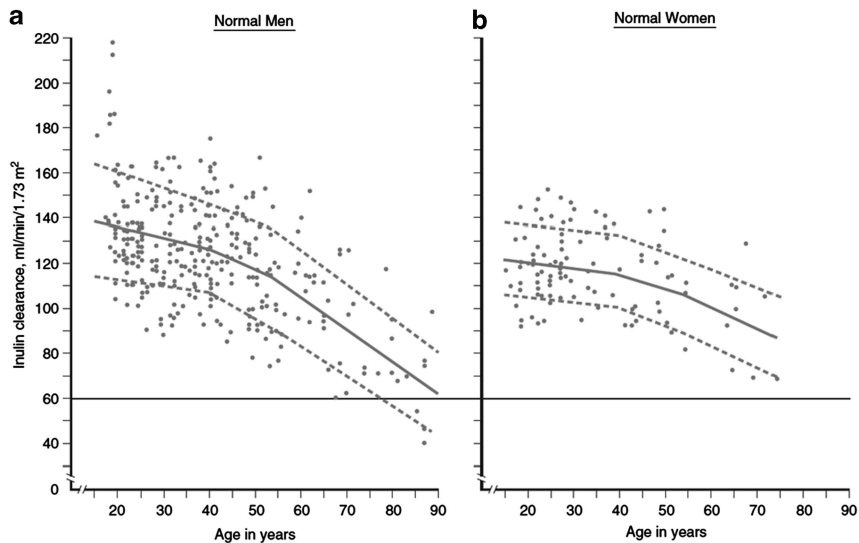 a
Normal Men
b
Normal Women
Inulin clearance, ml/min/1.73 m²
220
200
180
160
140
120
100
80
60
40
0
20 30 40 50 60 70 80 90
Age in years
20 30 40 50 60 70 80 90
Age in years